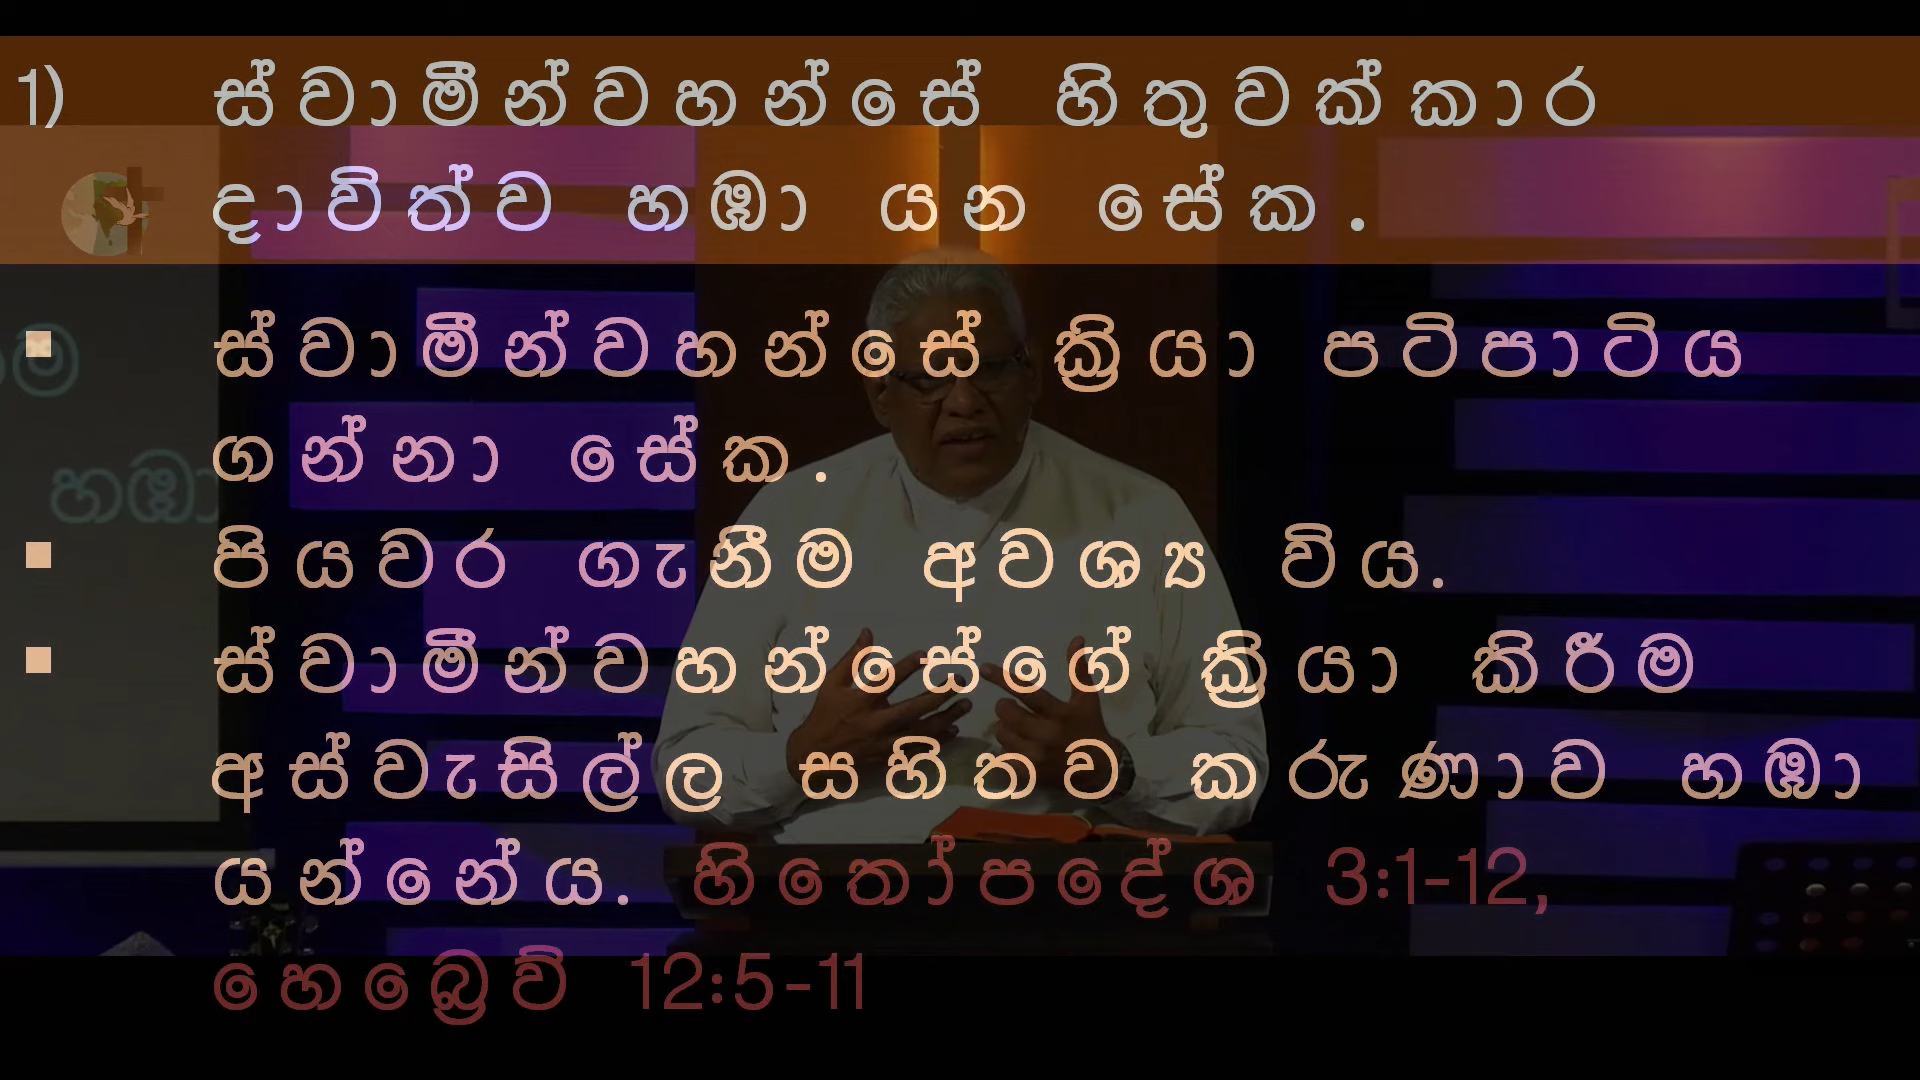 1) ස්වාමීන්වහන්සේ හිතුවක්කාර
දාවිත්ව හඹා යන සේක.
▪ ස්වාමීන්වහන්සේ ක්‍රියා පටිපාටිය
ගන්නා සේක.
▪ පියවර ගැනීම අවශ්‍ය විය.
▪ ස්වාමීන්වහන්සේගේ ක්‍රියා කිරීම
අස්වැසිල්ල සහිතව කරුණාව හඹා
යන්නේය. හිතෝපදේශ 3:1-12,
හෙබ්‍රෙව් 12:5-11
හඹා